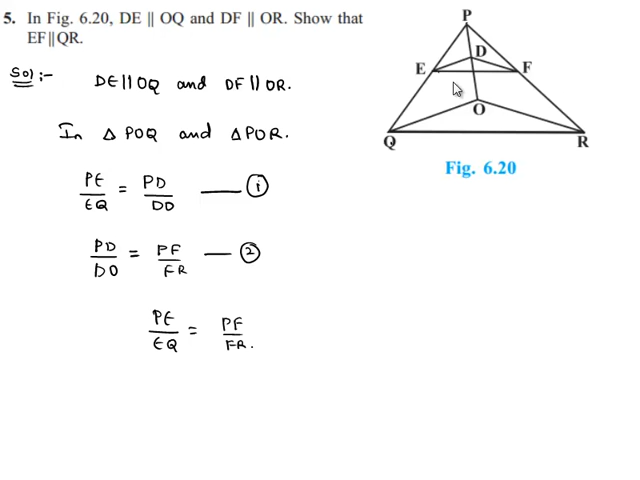 5. In Fig. 6.20, DE || OQ and DF || OR. Show that
EF || QR.
Sol :- DE || OQ and DF || OR.
In △ POQ and △ POR.
PE/EQ = PD/DO —— ①
PD/DO = PF/FR —— ②
PE/EQ = PF/FR.
P
D
E F
O
Q R
Fig. 6.20